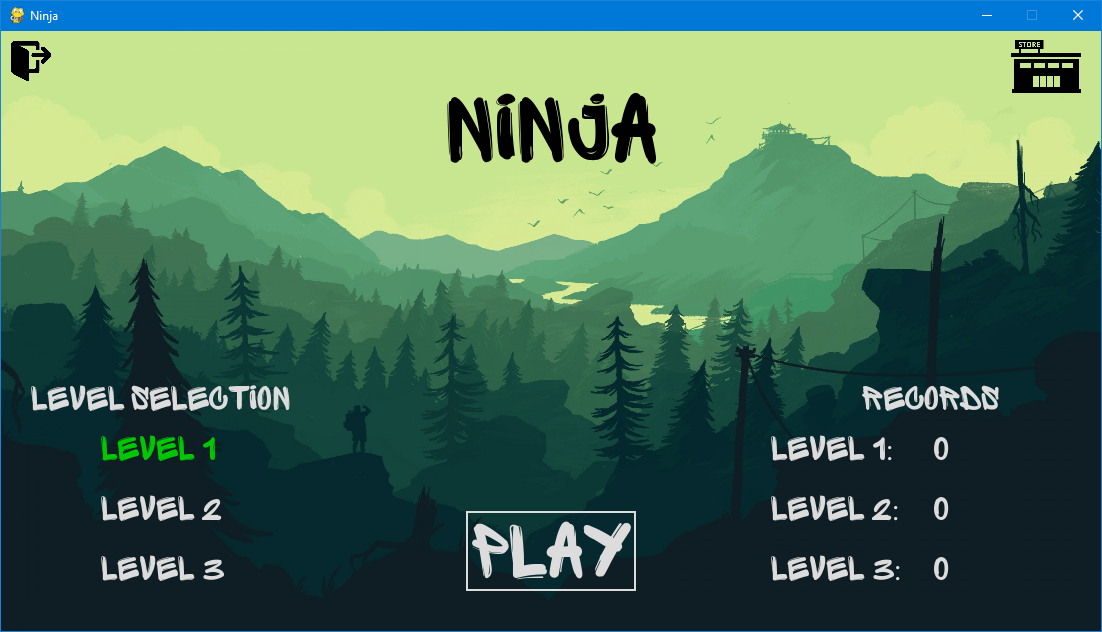 Ninja
STORE
NINJA
LEVEL SELECTION
LEVEL 1
LEVEL 2
LEVEL 3
RECORDS
LEVEL 1: 0
LEVEL 2: 0
LEVEL 3: 0
PLAY